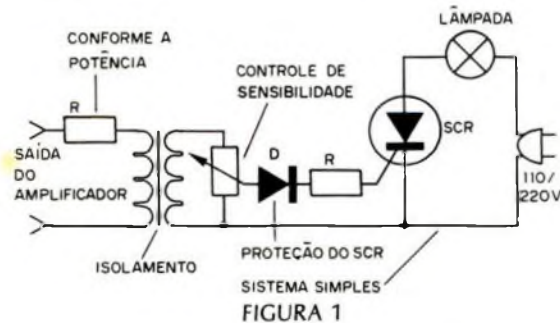 CONFORME A
POTÊNCIA
R
SAÍDA
DO
AMPLIFICADOR
ISOLAMENTO
CONTROLE DE
SENSIBILIDADE
D
R
PROTEÇÃO DO SCR
SISTEMA SIMPLES
LÂMPADA
SCR
110/
220V
FIGURA 1